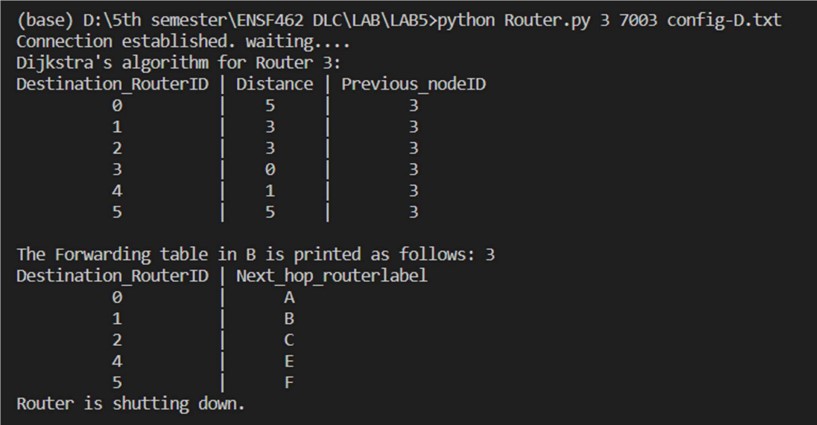 (base) D:\5th semester\ENSF462 DLC\LAB\LAB5>python Router.py 3 7003 config-D.txt
Connection established. waiting....
Dijkstra's algorithm for Router 3:
Destination_RouterID | Distance | Previous_nodeID
0 | 5 | 3
1 | 3 | 3
2 | 3 | 3
3 | 0 | 3
4 | 1 | 3
5 | 5 | 3
The Forwarding table in B is printed as follows: 3
Destination_RouterID | Next_hop_routerlabel
0 | A
1 | B
2 | C
4 | E
5 | F
Router is shutting down.